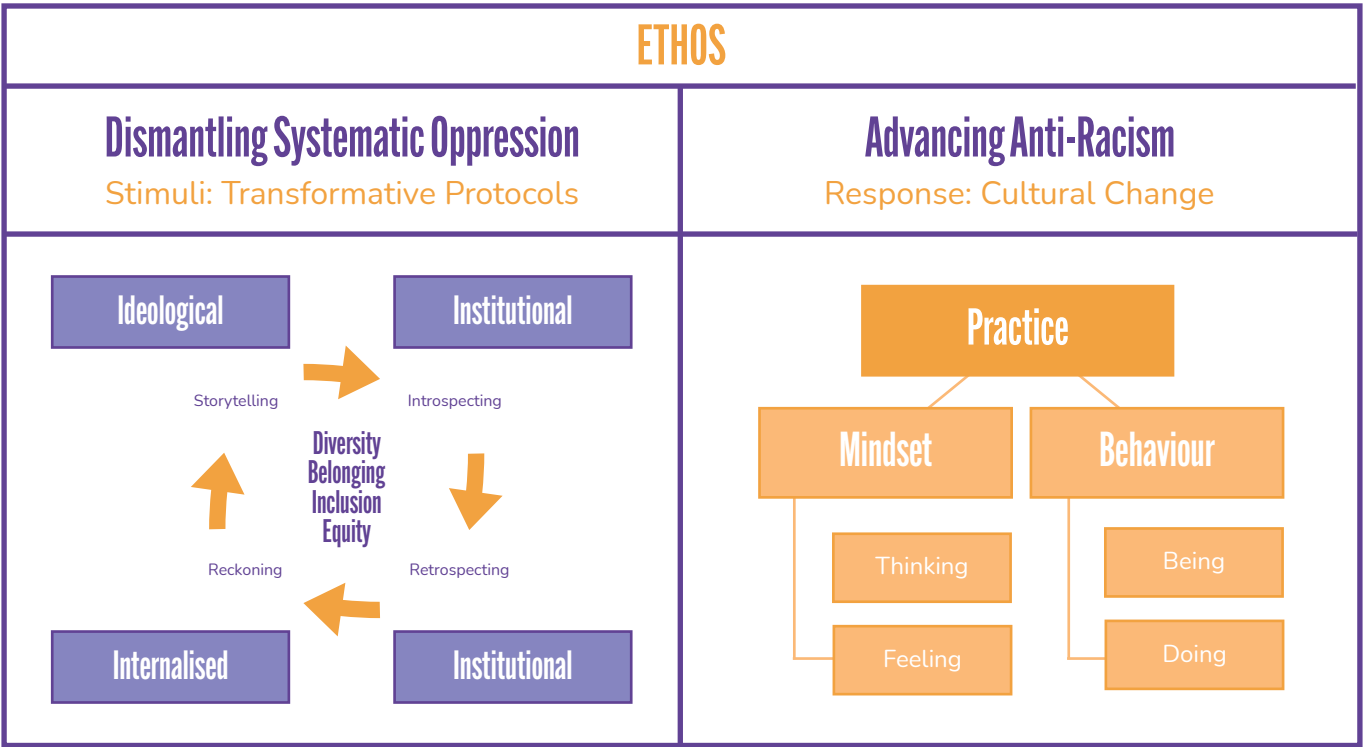 ETHOS
Dismantling Systematic Oppression
Stimuli: Transformative Protocols
Advancing Anti-Racism
Response: Cultural Change
Ideological
Institutional
Storytelling
Introspecting
Diversity
Belonging
Inclusion
Equity
Reckoning
Retrospecting
Internalised
Institutional
Practice
Mindset
Behaviour
Thinking
Feeling
Being
Doing